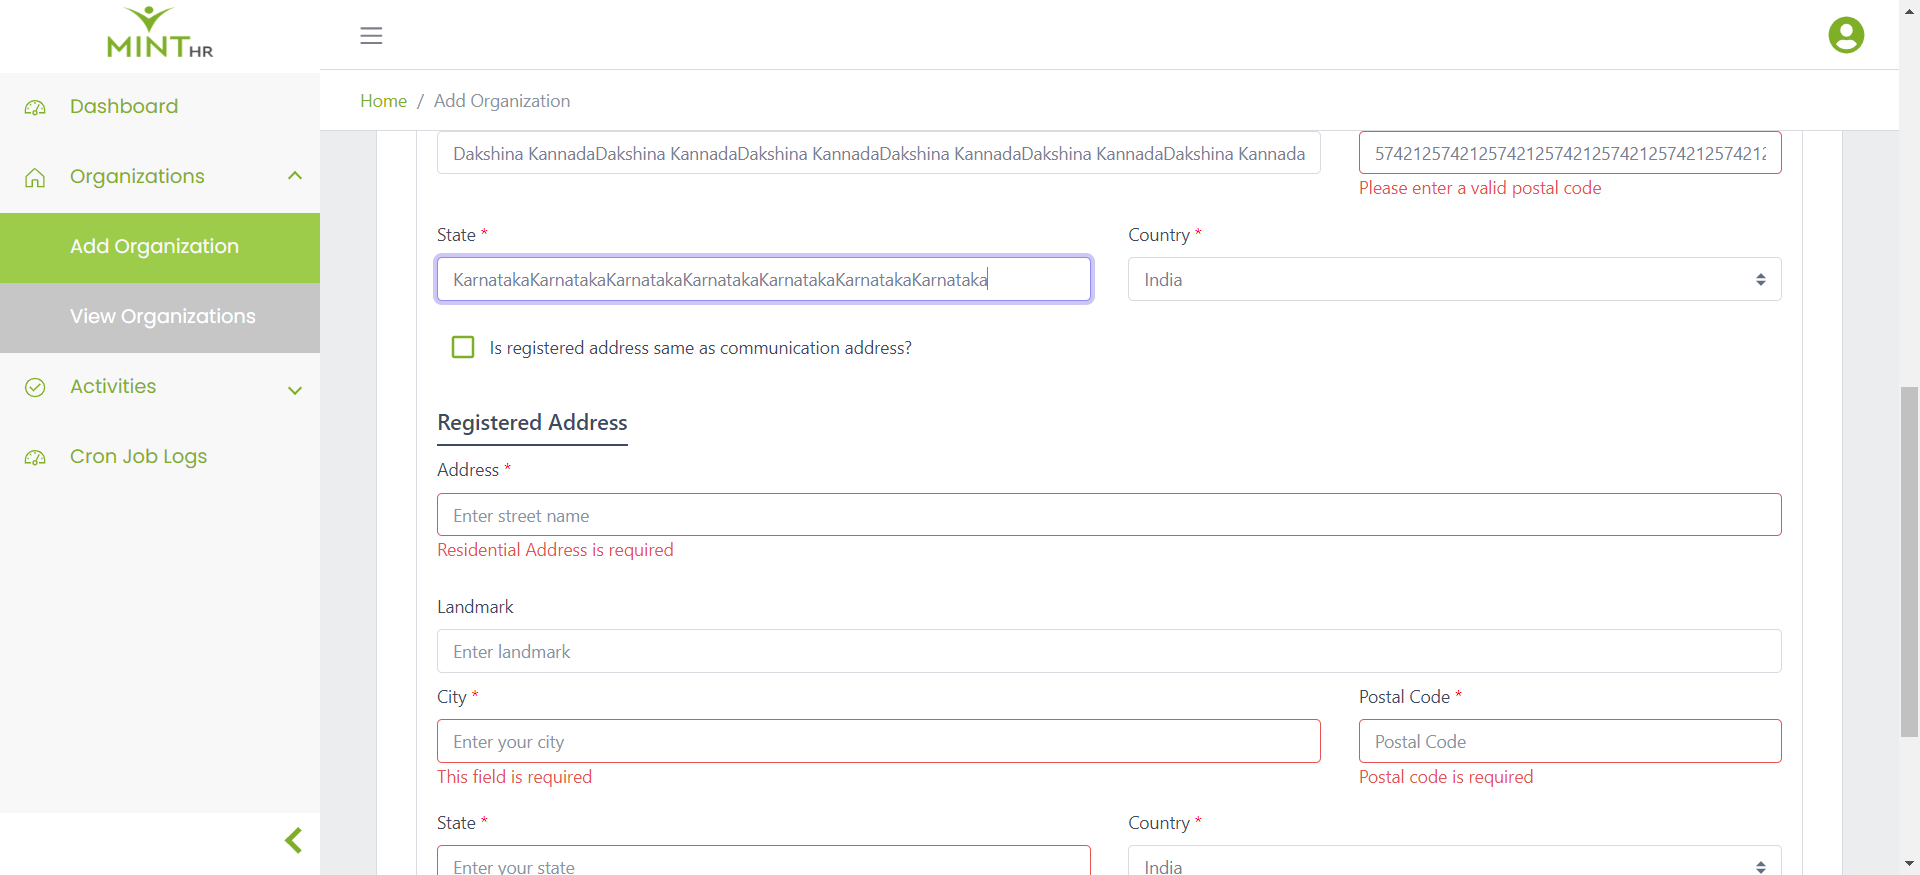 MINT HR
Dashboard
Organizations
Add Organization
View Organizations
Activities
Cron Job Logs
Home / Add Organization
Dakshina KannadaDakshina KannadaDakshina KannadaDakshina KannadaDakshina KannadaDakshina Kannada
574212574212574212574212574212574212574212
Please enter a valid postal code
State *
Country *
KarnatakaKarnatakaKarnatakaKarnatakaKarnatakaKarnatakaKarnataka
India
Is registered address same as communication address?
Registered Address
Address *
Enter street name
Residential Address is required
Landmark
Enter landmark
City *
Postal Code *
Enter your city
Postal Code
This field is required
Postal code is required
State *
Country *
Enter your state
India